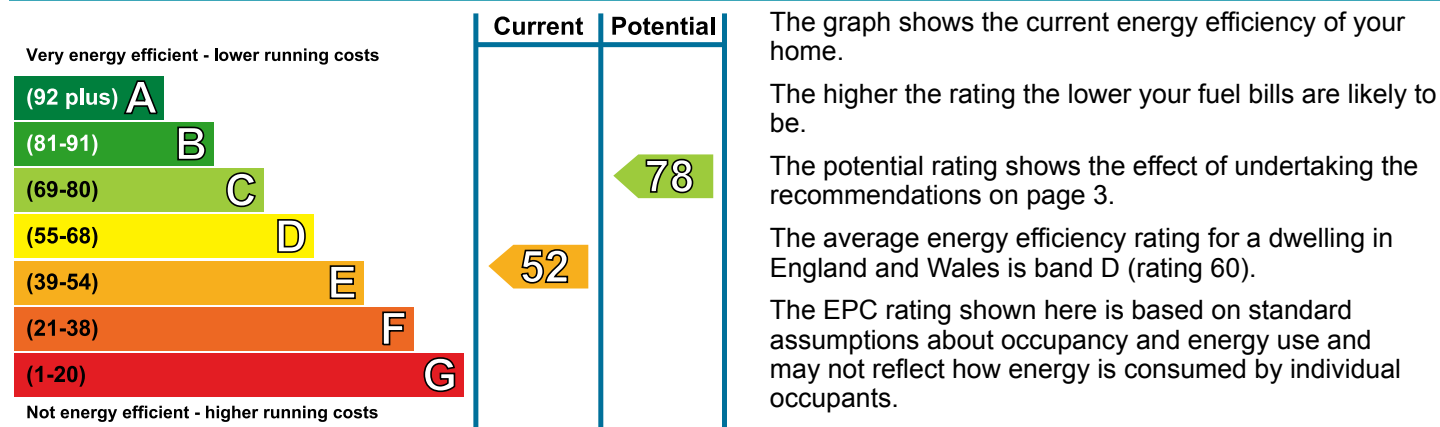 Current Potential
Very energy efficient - lower running costs
(92 plus) A
(81-91) B
(69-80) C
78
(55-68) D
(39-54) E
52
(21-38) F
(1-20) G
Not energy efficient - higher running costs
The graph shows the current energy efficiency of your
home.
The higher the rating the lower your fuel bills are likely to
be.
The potential rating shows the effect of undertaking the
recommendations on page 3.
The average energy efficiency rating for a dwelling in
England and Wales is band D (rating 60).
The EPC rating shown here is based on standard
assumptions about occupancy and energy use and
may not reflect how energy is consumed by individual
occupants.